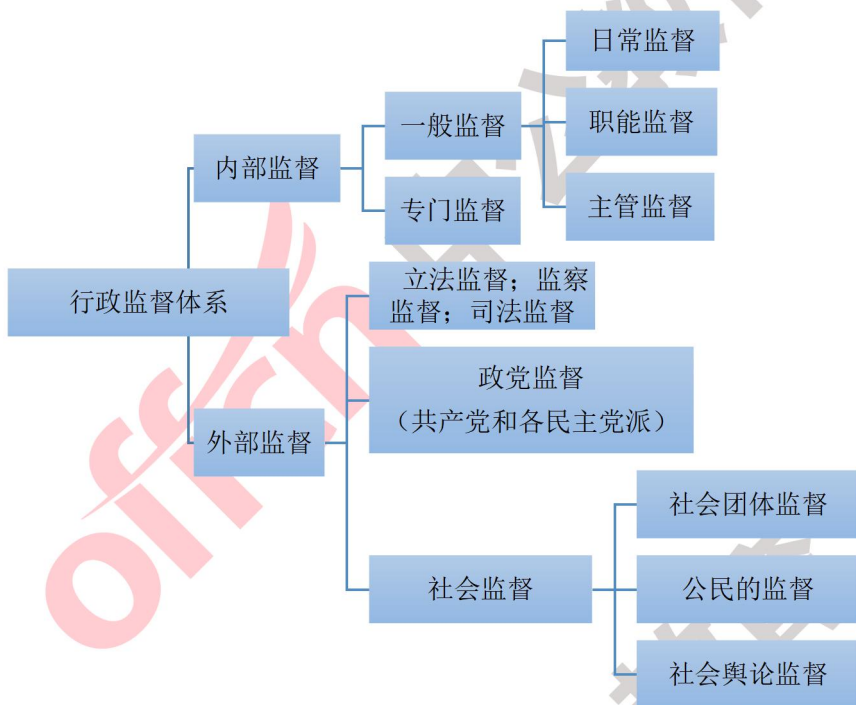 行政监督体系
内部监督
一般监督
日常监督
职能监督
主管监督
专门监督
外部监督
立法监督；监察
监督；司法监督
政党监督
（共产党和各民主党派）
社会监督
社会团体监督
公民的监督
社会舆论监督
offcn